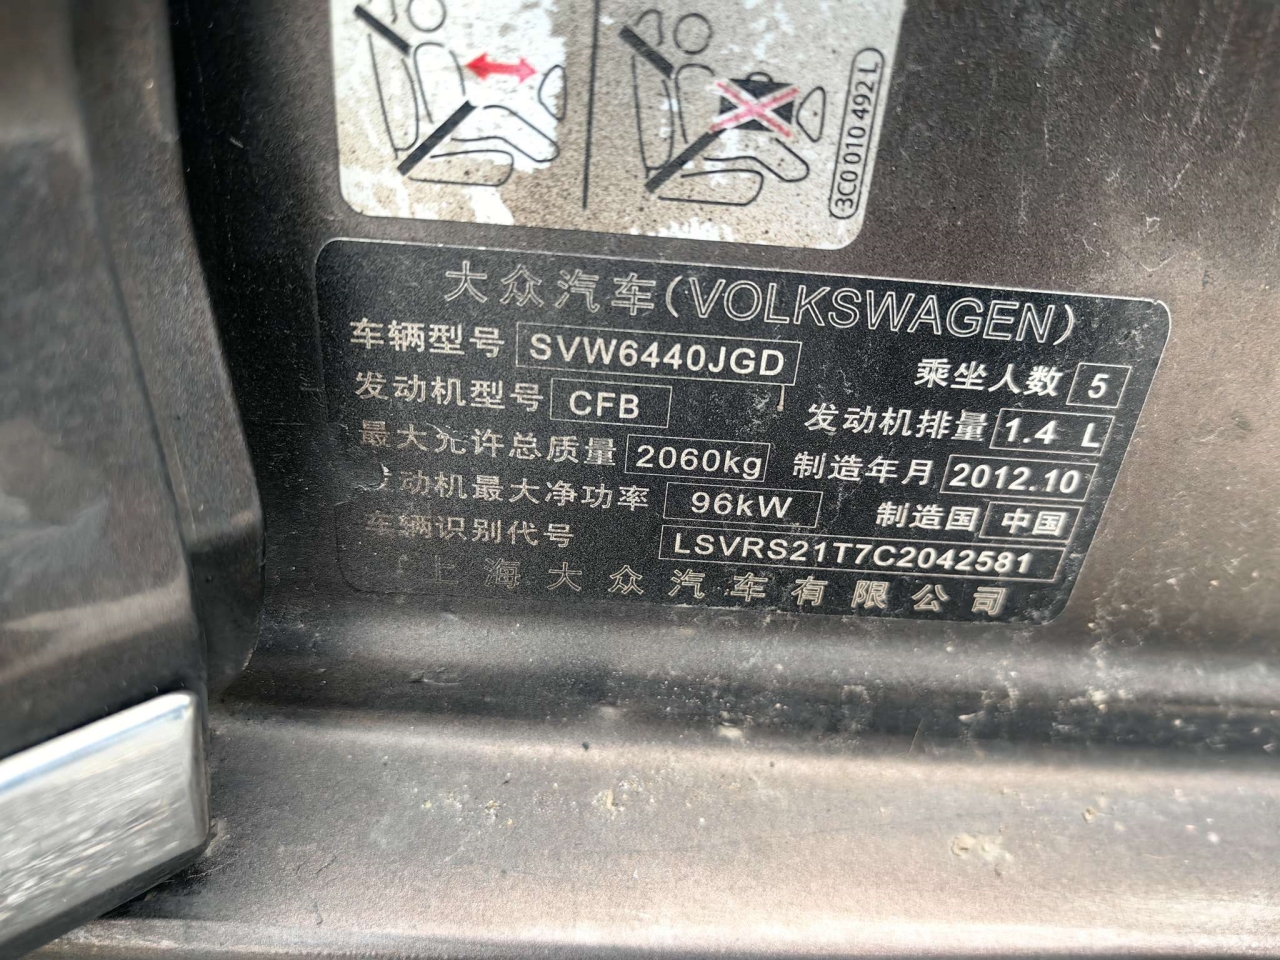 3C0 010 492 L
大众汽车(VOLKSWAGEN)
车辆型号 SVW6440JGD 乘坐人数 5
发动机型号 CFB 发动机排量 1.4 L
最大允许总质量 2060kg 制造年月 2012.10
发动机最大净功率 96kW 制造国 中国
车辆识别代号 LSVRS21T7C2042581
上海大众汽车有限公司